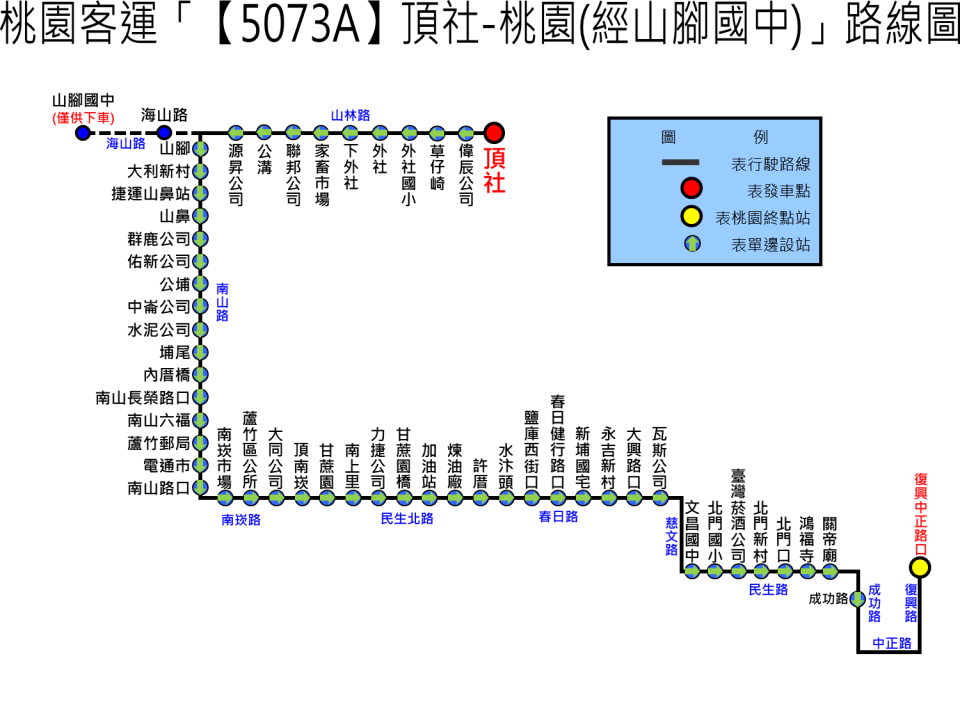 桃園客運「【5073A】頂社-桃園(經山腳國中)」路線圖
山腳國中
(僅供下車)
海山路
海山路
山林路
頂社
偉辰公司
草仔崎
外社國小
外社
下外社
家畜市場
聯邦公司
公溝
源昇公司
圖例
表行駛路線
表發車點
表桃園終點站
表單邊設站
山腳
大利新村
捷運山鼻站
山鼻
群鹿公司
佑新公司
公埔
中崙公司
水泥公司
埔尾
內厝橋
南山長榮路口
南山六福
蘆竹郵局
電通市
南山路口
南山路
南崁市場
蘆竹區公所
大同公司
頂南崁
甘蔗園
南上里
力捷公司
甘蔗園橋
加油站
煉油廠
許厝
水汴頭
鹽庫西街口
春日健行路口
新埔國宅
永吉新村
大興路口
瓦斯公司
南崁路
民生北路
春日路
慈文路
文昌國中
北門國小
臺灣菸酒公司
北門新村
北門口
鴻福寺
關帝廟
民生路
成功路
成功路
中正路
復興路
復興中正路口